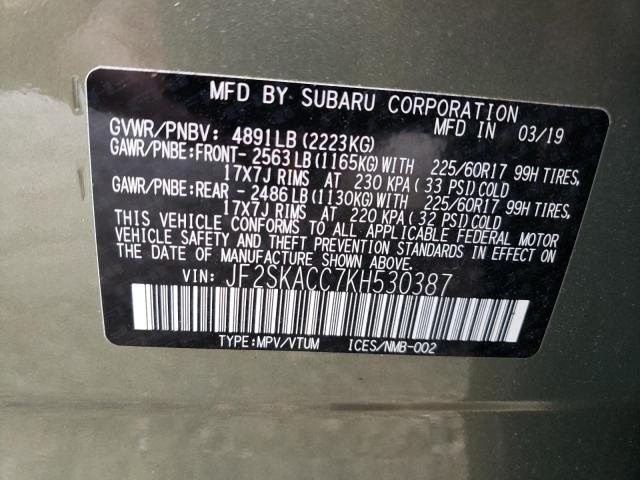 MFD BY SUBARU CORPORATION
GVWR/PNBV: 4891LB(2223KG) MFD IN 03/19
GAWR/PNBE:FRONT-2563LB(1165KG)WITH 225/60R17 99H TIRES,
17X7J RIMS AT 230 KPA(33 PSI)COLD
GAWR/PNBE:REAR -2486LB(1130KG)WITH 225/60R17 99H TIRES,
17X7J RIMS AT 220 KPA(32 PSI)COLD
THIS VEHICLE CONFORMS TO ALL APPLICABLE FEDERAL MOTOR
VEHICLE SAFETY AND THEFT PREVENTION STANDARDS IN EFFECT ON
THE DATE OF MANUFACTURE SHOWN ABOVE.
VIN: JF2SKACC7KH530387
TYPE:MPV/VTUM ICES/NMB-002